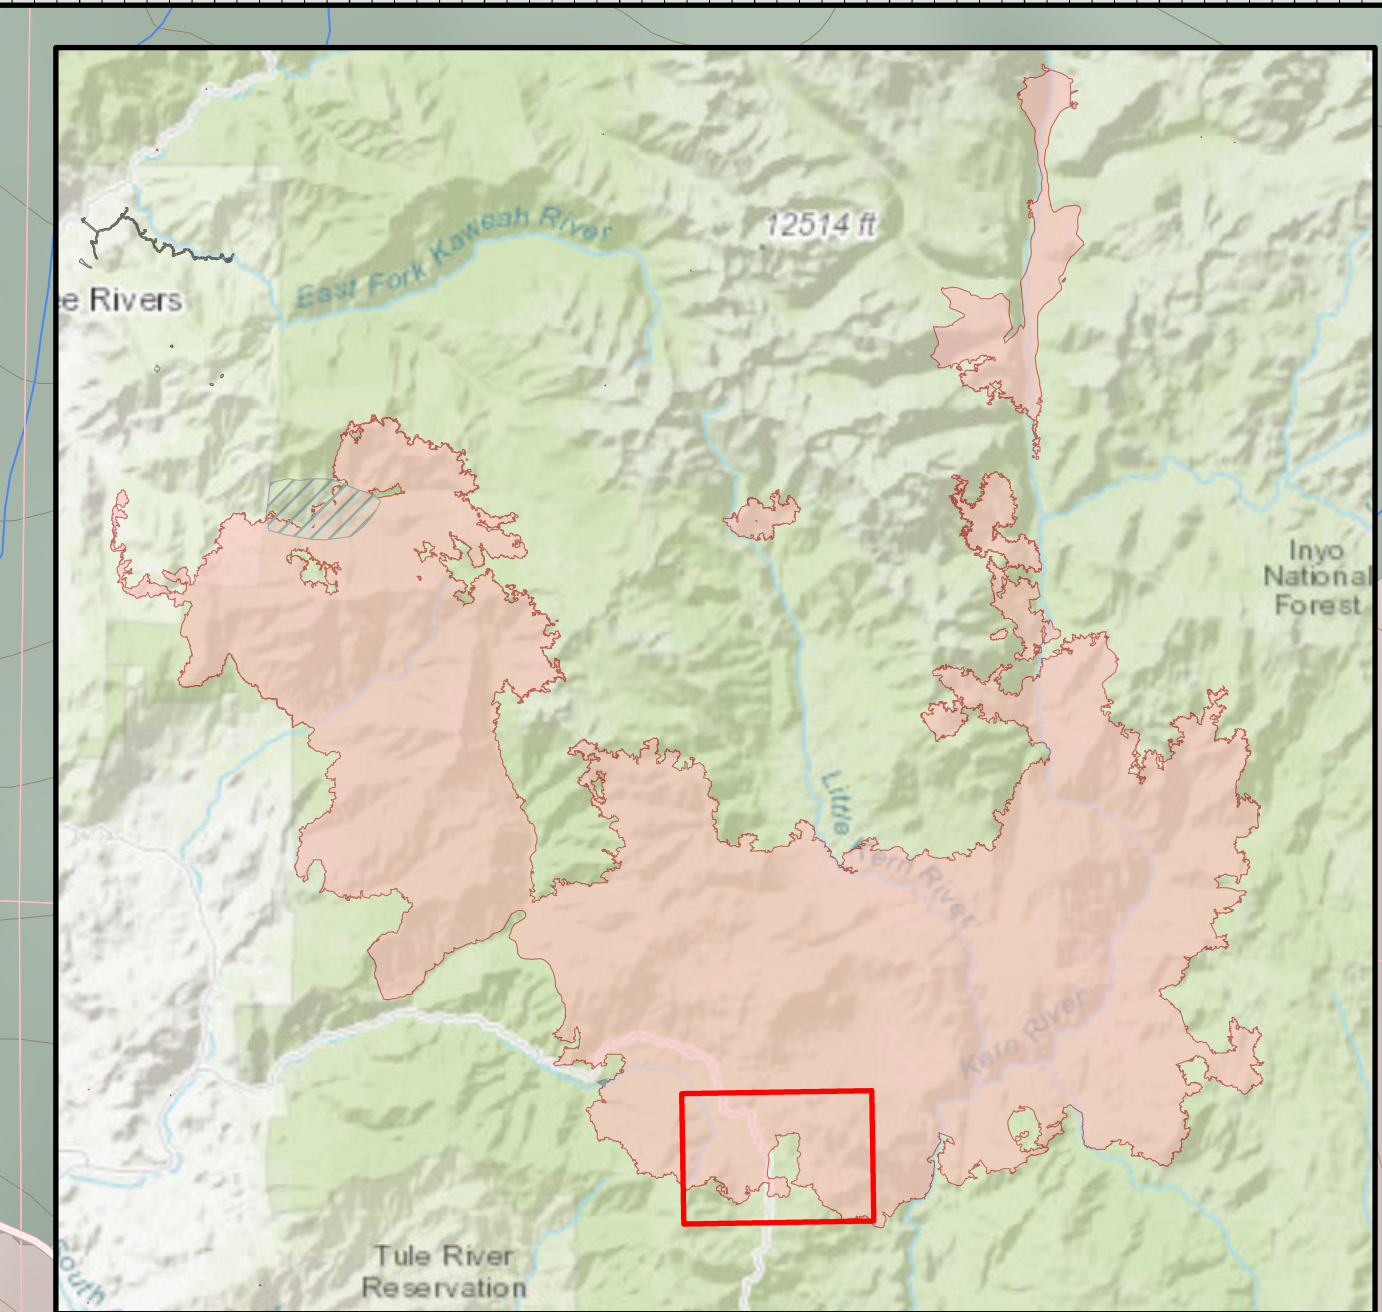 East Fork Kaweah River
12514 ft
ee Rivers
Inyo
National
Forest
Little Kern River
Kern River
Tule River
Reservation
South